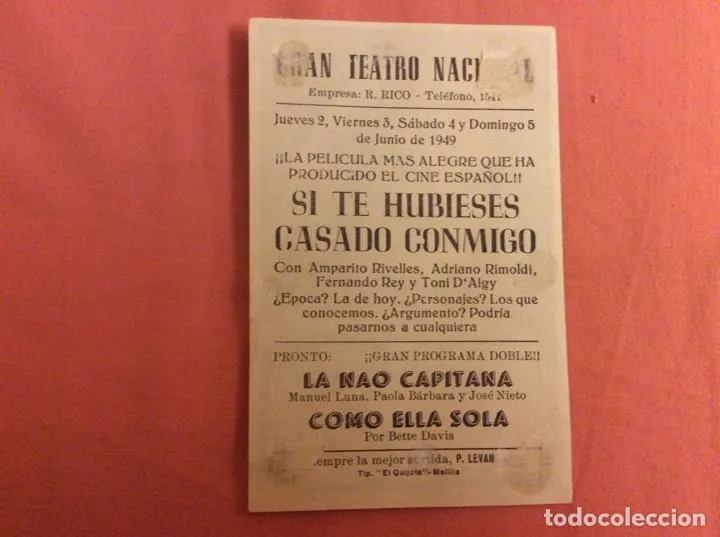 GRAN TEATRO NACIONAL
Empresa: R. RICO - Teléfono,
Jueves 2, Viernes 3, Sábado 4 y Domingo 5
de Junio de 1949
¡¡LA PELICULA MAS ALEGRE QUE HA
PRODUCIDO EL CINE ESPAÑOL!!
SI TE HUBIESES
CASADO CONMIGO
Con Amparito Rivelles, Adriano Rimoldi,
Fernando Rey y Toni D'Algy
¿Epoca? La de hoy. ¿Personajes? Los que
conocemos. ¿Argumento? Podría
pasarnos a cualquiera
PRONTO: ¡¡GRAN PROGRAMA DOBLE!!
LA NAO CAPITANA
Manuel Luna, Paola Bárbara y José Nieto
COMO ELLA SOLA
Por Bette Davis
la mejor P. LEVAN
Tip. "El Quijote"-Melilla
todocoleccion